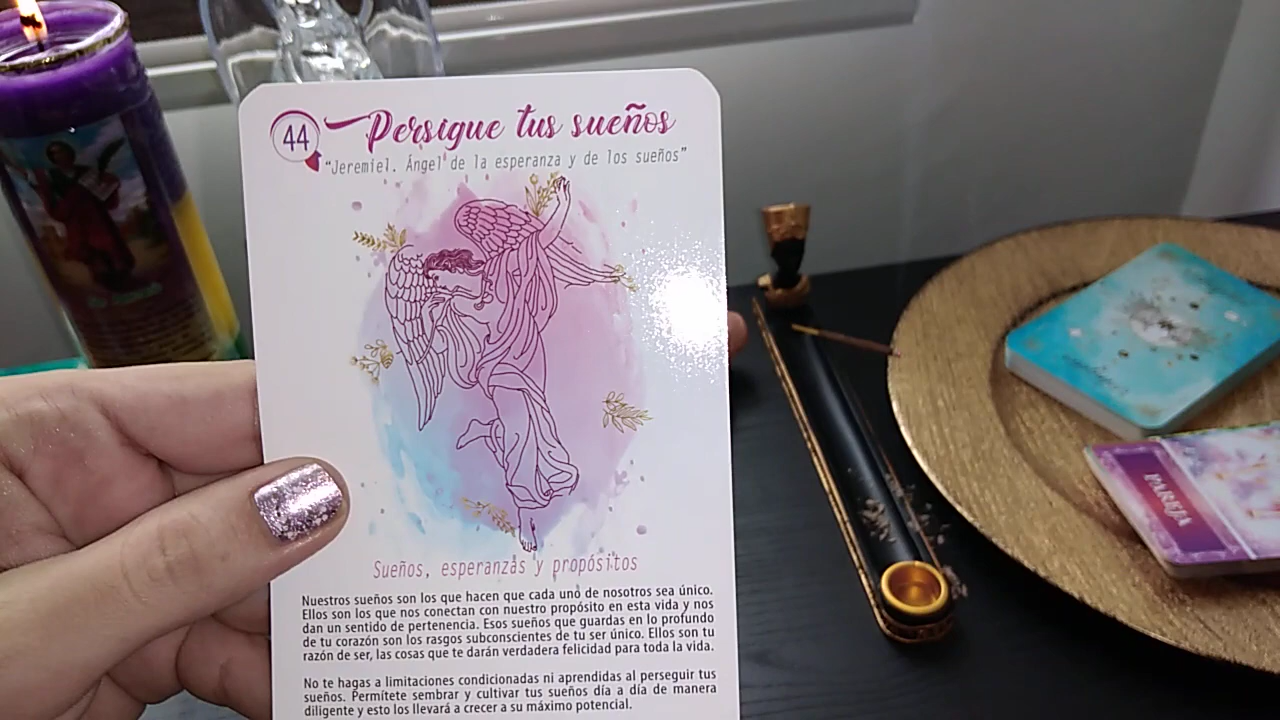 44
Persigue tus sueños
"Jeremiel. Ángel de la esperanza y de los sueños"
Sueños, esperanzas y propósitos
Nuestros sueños son los que hacen que cada uno de nosotros sea único.
Ellos son los que nos conectan con nuestro propósito en esta vida y nos
dan un sentido de pertenencia. Esos sueños que guardas en lo profundo
de tu corazón son los rasgos subconscientes de tu ser único. Ellos son tu
razón de ser, las cosas que te darán verdadera felicidad para toda la vida.
No te hagas a limitaciones condicionadas ni aprendidas al perseguir tus
sueños. Permítete sembrar y cultivar tus sueños día a día de manera
diligente y esto los llevará a crecer a su máximo potencial.
PAREJA